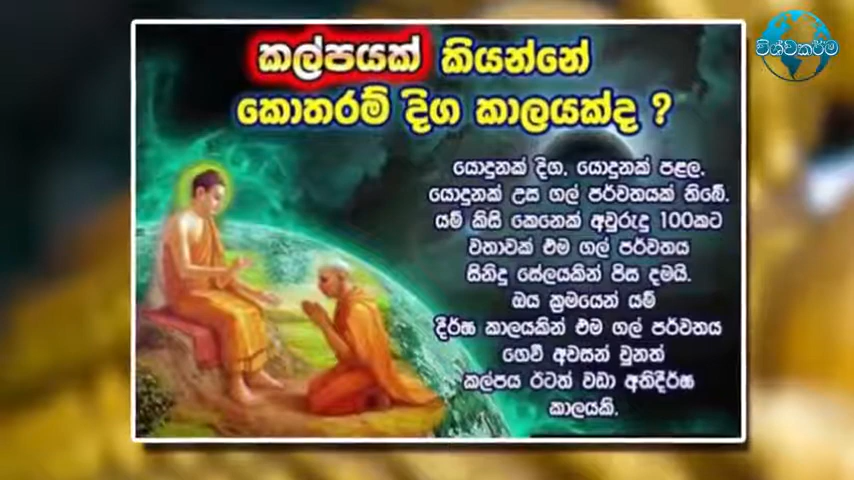 විශ්වකර්ම
කල්පයක් කියන්නේ
කොතරම් දිග කාලයක්ද ?
යොදුනක් දිග, යොදුනක් පළල,
යොදුනක් උස ගල් පර්වතයක් තිබේ.
යම් කිසි කෙනෙක් අවුරුදු 100කට
වතාවක් එම ගල් පර්වතය
සිනිඳු සේලයකින් පිස දමයි.
ඔය ක්‍රමයෙන් යම්
දීර්ඝ කාලයකින් එම ගල් පර්වතය
ගෙවී අවසන් වුනත්
කල්පය ඊටත් වඩා අතිදීර්ඝ
කාලයකි.